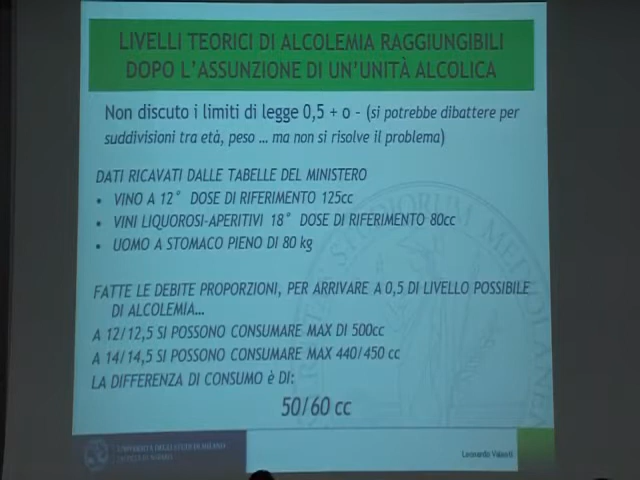 LIVELLI TEORICI DI ALCOLEMIA RAGGIUNGIBILI
DOPO L'ASSUNZIONE DI UN'UNITÀ ALCOLICA
Non discuto i limiti di legge 0,5 + o – (si potrebbe dibattere per
suddivisioni tra età, peso … ma non si risolve il problema)
DATI RICAVATI DALLE TABELLE DEL MINISTERO
• VINO A 12° DOSE DI RIFERIMENTO 125cc
• VINI LIQUOROSI-APERITIVI 18° DOSE DI RIFERIMENTO 80cc
• UOMO A STOMACO PIENO DI 80 kg
FATTE LE DEBITE PROPORZIONI, PER ARRIVARE A 0,5 DI LIVELLO POSSIBILE
DI ALCOLEMIA…
A 12/12,5 SI POSSONO CONSUMARE MAX DI 500cc
A 14/14,5 SI POSSONO CONSUMARE MAX 440/450 cc
LA DIFFERENZA DI CONSUMO è DI:
50/60 cc
UNIVERSITÀ DEGLI STUDI DI MILANO
Leonardo Valenti